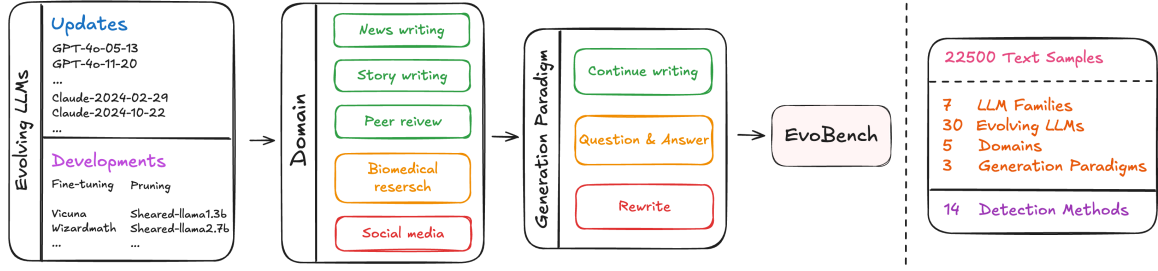 Evolving LLMs
Updates
GPT-4o-05-13
GPT-4o-11-20
...
Claude-2024-02-29
Claude-2024-10-22
...
Developments
Fine-tuning Pruning
Vicuna Sheared-llama1.3b
Wizardmath Sheared-llama2.7b
... ...
Domain
News writing
Story writing
Peer reivew
Biomedical
resersch
Social media
Generation Paradigm
Continue writing
Question & Answer
Rewrite
EvoBench
22500 Text Samples
7 LLM Families
30 Evolving LLMs
5 Domains
3 Generation Paradigms
14 Detection Methods